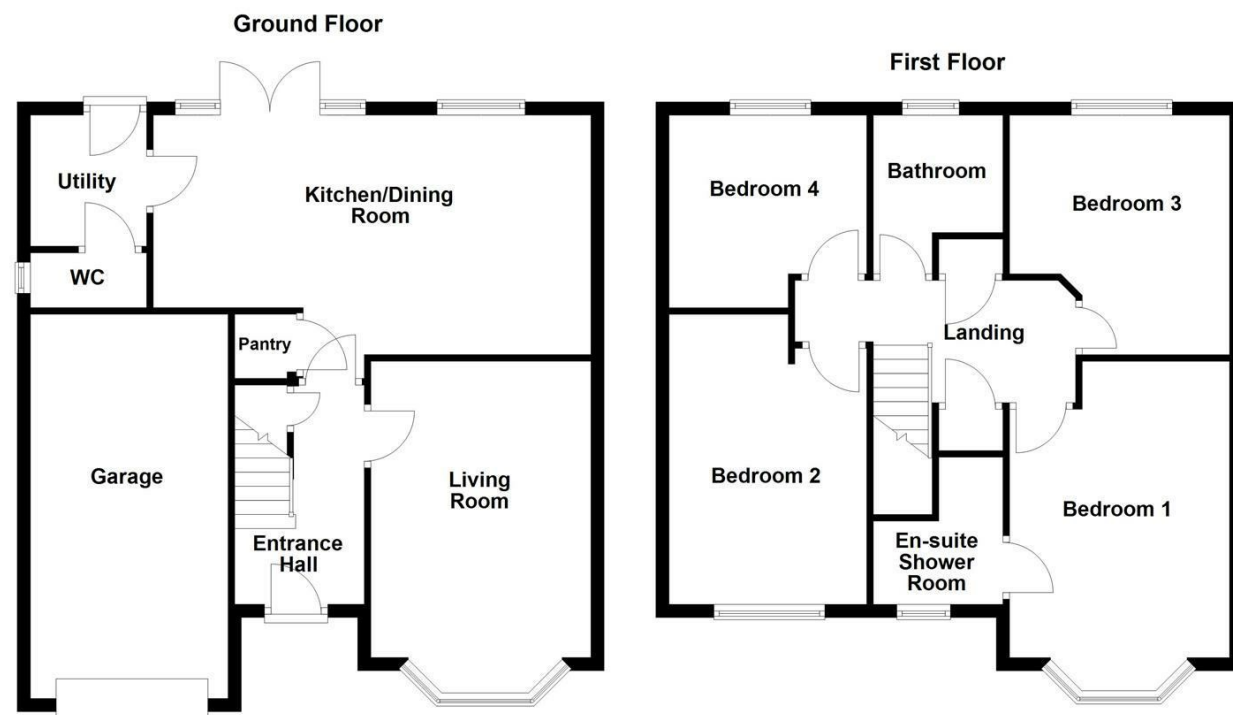 Ground Floor
Utility
Kitchen/Dining
Room
WC
Pantry
Garage
Living
Room
Entrance
Hall
First Floor
Bedroom 4
Bathroom
Bedroom 3
Landing
Bedroom 2
Bedroom 1
En-suite
Shower
Room